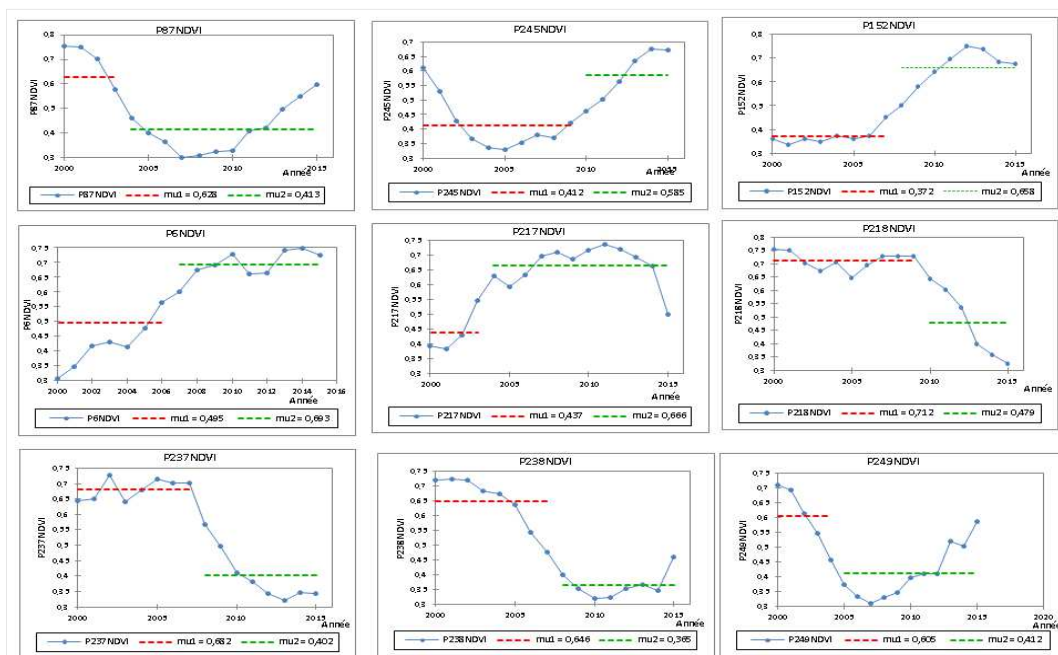 P87NDVI
P87NDVI
0,8
0,7
0,6
0,5
0,4
0,3
2000 2005 2010 2015
Année
P87NDVI mu1 = 0,628 mu2 = 0,413
P245NDVI
P245NDVI
0,7
0,65
0,6
0,55
0,5
0,45
0,4
0,35
0,3
2000 2005 2010 2015
Année
P245NDVI mu1 = 0,412 mu2 = 0,585
P152NDVI
P152NDVI
0,8
0,7
0,6
0,5
0,4
0,3
2000 2005 2010 2015
Année
P152NDVI mu1 = 0,372 mu2 = 0,658
P6NDVI
P6NDVI
0,75
0,7
0,65
0,6
0,55
0,5
0,45
0,4
0,35
0,3
2000 2002 2004 2006 2008 2010 2012 2014 2016
Année
P6NDVI mu1 = 0,495 mu2 = 0,693
P217NDVI
P217NDVI
0,75
0,7
0,65
0,6
0,55
0,5
0,45
0,4
0,35
0,3
2000 2005 2010 2015
Année
P217NDVI mu1 = 0,437 mu2 = 0,666
P218NDVI
P218NDVI
0,8
0,7
0,6
0,5
0,4
0,3
2000 2005 2010 2015
Année
P218NDVI mu1 = 0,712 mu2 = 0,479
P237NDVI
P237NDVI
0,75
0,7
0,65
0,6
0,55
0,5
0,45
0,4
0,35
0,3
2000 2005 2010 2015
Année
P237NDVI mu1 = 0,682 mu2 = 0,402
P238NDVI
P238NDVI
0,75
0,7
0,65
0,6
0,55
0,5
0,45
0,4
0,35
0,3
2000 2005 2010 2015
Année
P238NDVI mu1 = 0,646 mu2 = 0,365
P249NDVI
P249NDVI
0,75
0,7
0,65
0,6
0,55
0,5
0,45
0,4
0,35
0,3
2000 2005 2010 2015 2020
Année
P249NDVI mu1 = 0,605 mu2 = 0,412